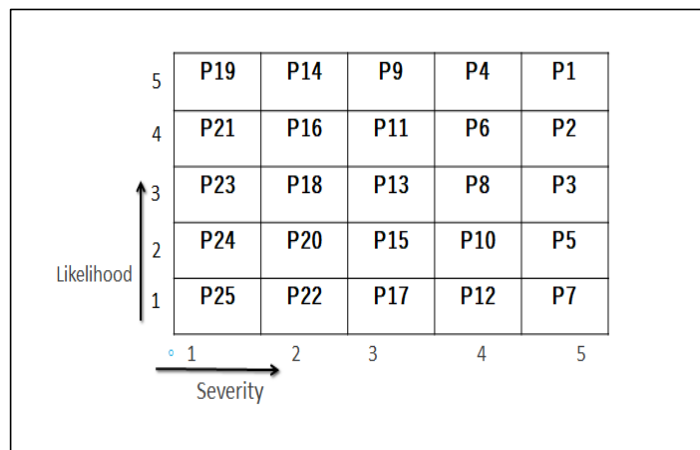 5 P19 P14 P9 P4 P1
4 P21 P16 P11 P6 P2
3 P23 P18 P13 P8 P3
2 P24 P20 P15 P10 P5
Likelihood
1 P25 P22 P17 P12 P7
1 2 3 4 5
Severity